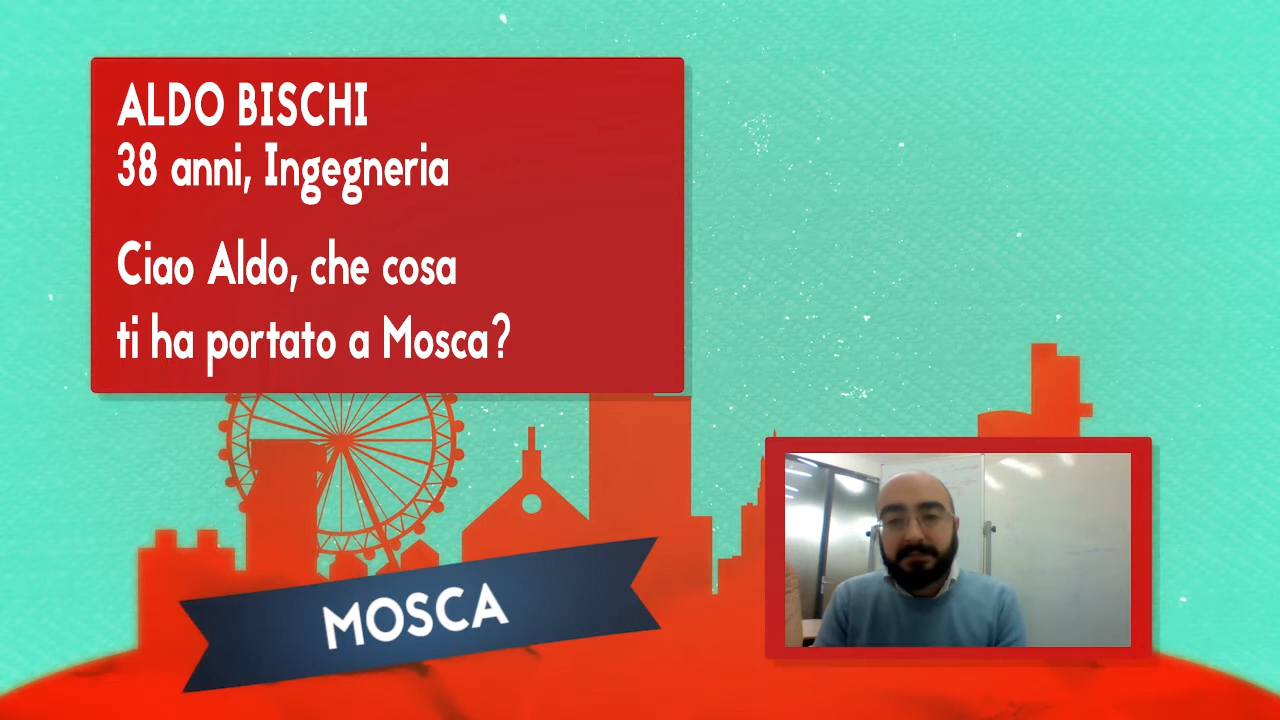 ALDO BISCHI
38 anni, Ingegneria
Ciao Aldo, che cosa
ti ha portato a Mosca?
MOSCA